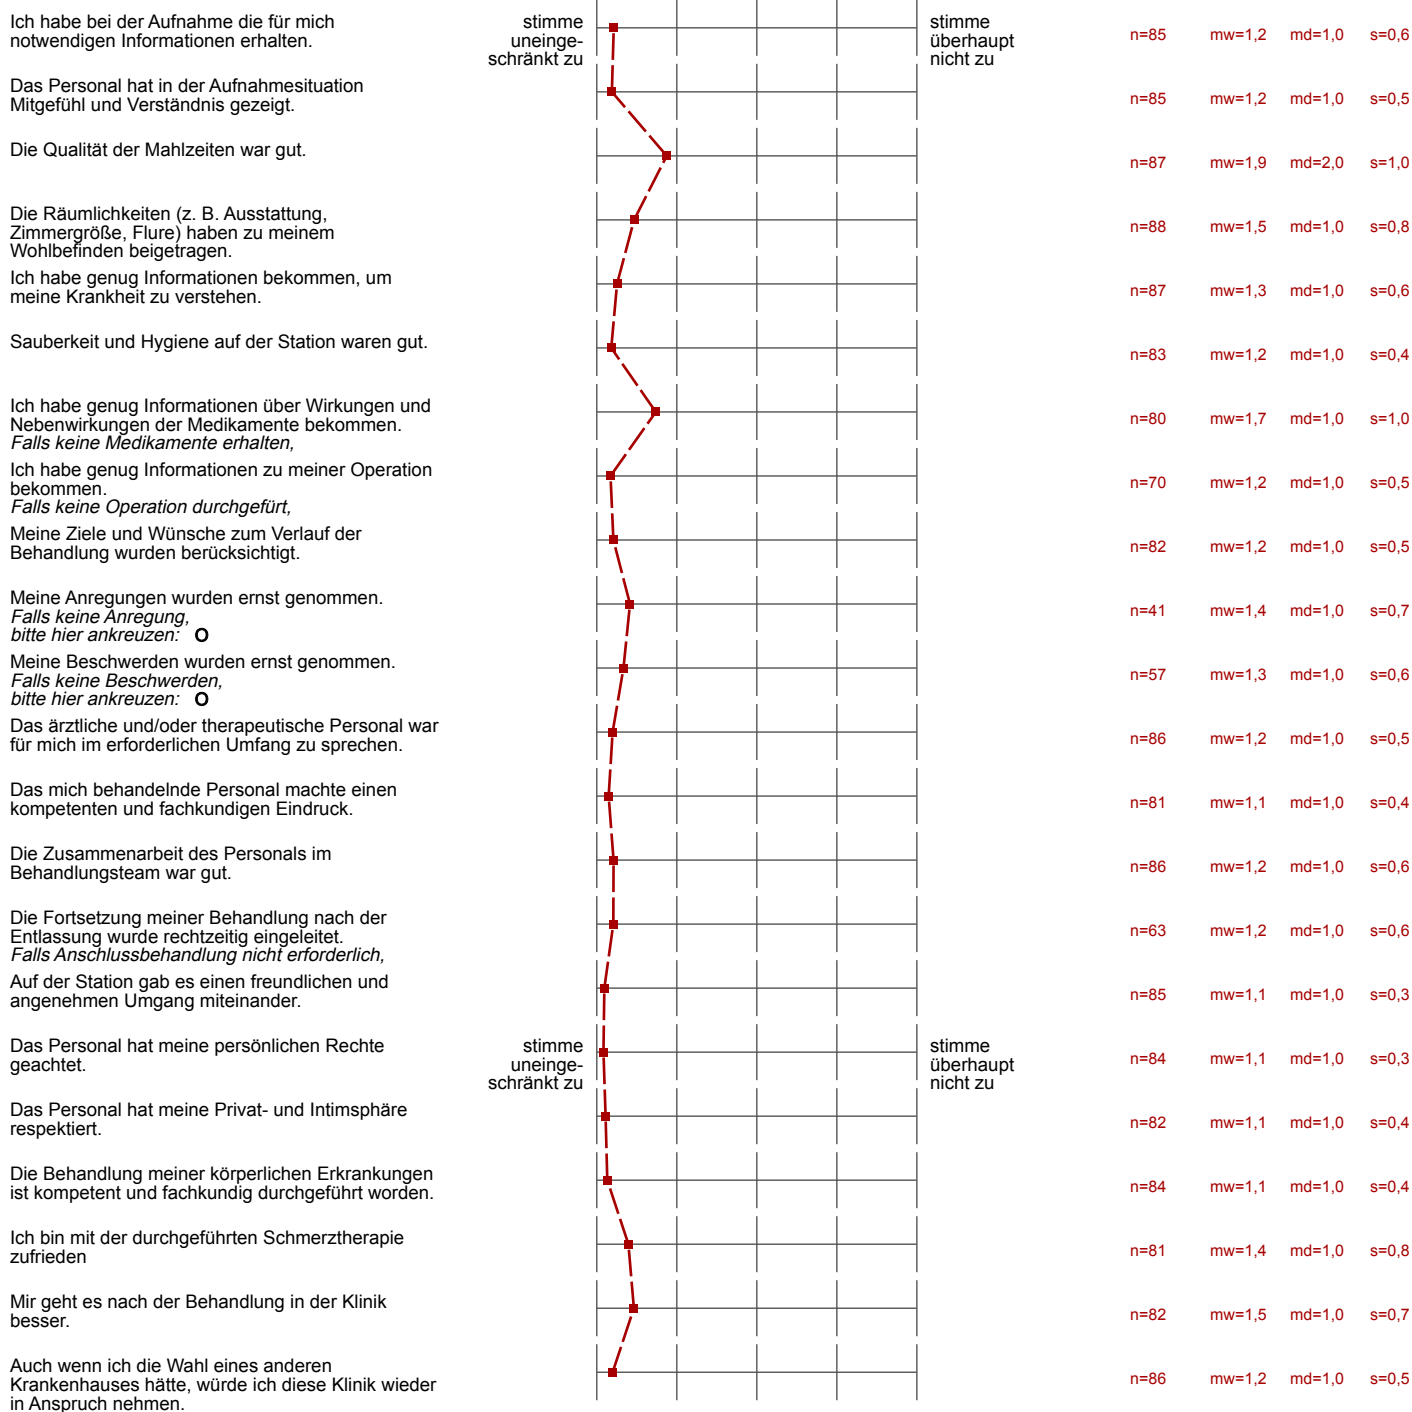 Ich habe bei der Aufnahme die für mich
notwendigen Informationen erhalten.
stimme
uneinge-
schränkt zu
stimme
überhaupt
nicht zu
n=85 mw=1,2 md=1,0 s=0,6
Das Personal hat in der Aufnahmesituation
Mitgefühl und Verständnis gezeigt.
n=85 mw=1,2 md=1,0 s=0,5
Die Qualität der Mahlzeiten war gut.
n=87 mw=1,9 md=2,0 s=1,0
Die Räumlichkeiten (z. B. Ausstattung,
Zimmergröße, Flure) haben zu meinem
Wohlbefinden beigetragen.
n=88 mw=1,5 md=1,0 s=0,8
Ich habe genug Informationen bekommen, um
meine Krankheit zu verstehen.
n=87 mw=1,3 md=1,0 s=0,6
Sauberkeit und Hygiene auf der Station waren gut.
n=83 mw=1,2 md=1,0 s=0,4
Ich habe genug Informationen über Wirkungen und
Nebenwirkungen der Medikamente bekommen.
Falls keine Medikamente erhalten,
n=80 mw=1,7 md=1,0 s=1,0
Ich habe genug Informationen zu meiner Operation
bekommen.
Falls keine Operation durchgefürt,
n=70 mw=1,2 md=1,0 s=0,5
Meine Ziele und Wünsche zum Verlauf der
Behandlung wurden berücksichtigt.
n=82 mw=1,2 md=1,0 s=0,5
Meine Anregungen wurden ernst genommen.
Falls keine Anregung,
bitte hier ankreuzen: O
n=41 mw=1,4 md=1,0 s=0,7
Meine Beschwerden wurden ernst genommen.
Falls keine Beschwerden,
bitte hier ankreuzen: O
n=57 mw=1,3 md=1,0 s=0,6
Das ärztliche und/oder therapeutische Personal war
für mich im erforderlichen Umfang zu sprechen.
n=86 mw=1,2 md=1,0 s=0,5
Das mich behandelnde Personal machte einen
kompetenten und fachkundigen Eindruck.
n=81 mw=1,1 md=1,0 s=0,4
Die Zusammenarbeit des Personals im
Behandlungsteam war gut.
n=86 mw=1,2 md=1,0 s=0,6
Die Fortsetzung meiner Behandlung nach der
Entlassung wurde rechtzeitig eingeleitet.
Falls Anschlussbehandlung nicht erforderlich,
n=63 mw=1,2 md=1,0 s=0,6
Auf der Station gab es einen freundlichen und
angenehmen Umgang miteinander.
n=85 mw=1,1 md=1,0 s=0,3
Das Personal hat meine persönlichen Rechte
geachtet.
stimme
uneinge-
schränkt zu
stimme
überhaupt
nicht zu
n=84 mw=1,1 md=1,0 s=0,3
Das Personal hat meine Privat- und Intimsphäre
respektiert.
n=82 mw=1,1 md=1,0 s=0,4
Die Behandlung meiner körperlichen Erkrankungen
ist kompetent und fachkundig durchgeführt worden.
n=84 mw=1,1 md=1,0 s=0,4
Ich bin mit der durchgeführten Schmerztherapie
zufrieden
n=81 mw=1,4 md=1,0 s=0,8
Mir geht es nach der Behandlung in der Klinik
besser.
n=82 mw=1,5 md=1,0 s=0,7
Auch wenn ich die Wahl eines anderen
Krankenhauses hätte, würde ich diese Klinik wieder
in Anspruch nehmen.
n=86 mw=1,2 md=1,0 s=0,5